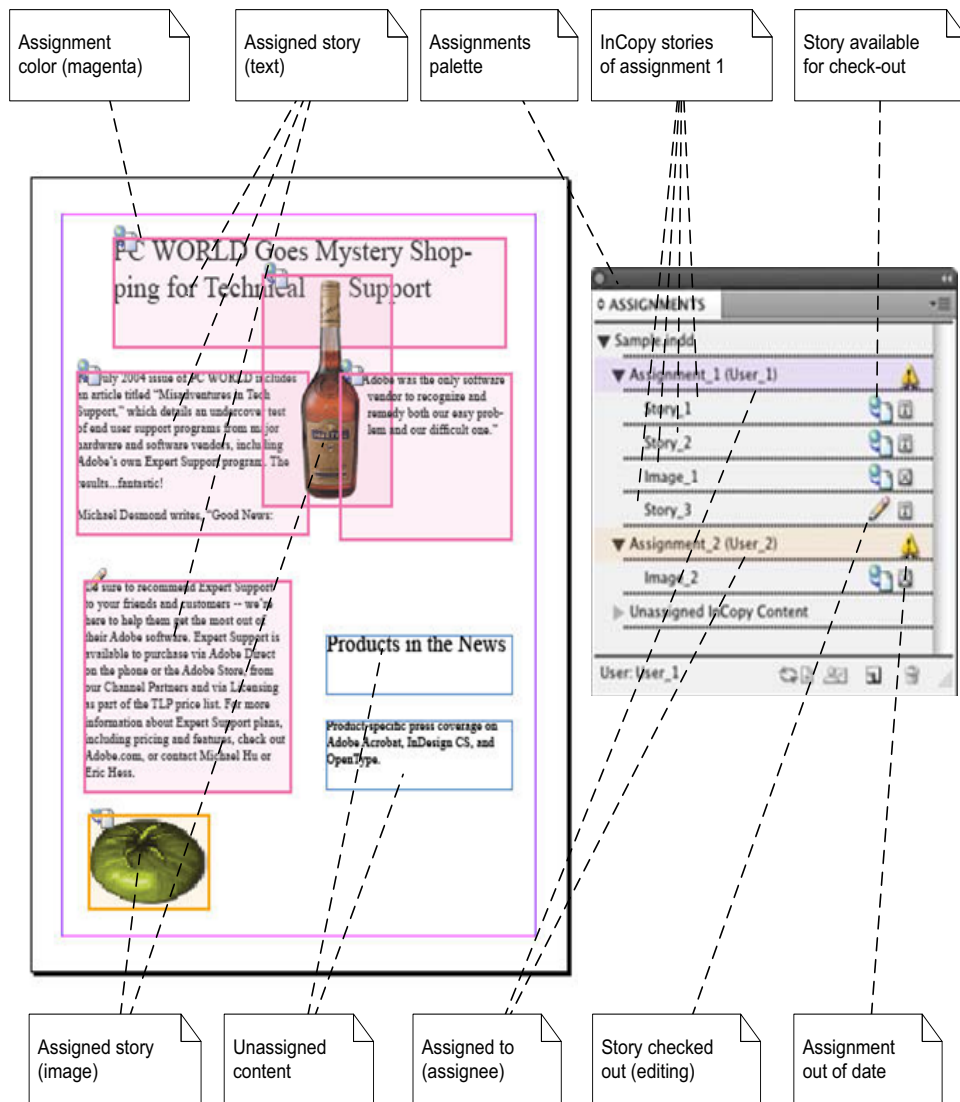 Assignment
color (magenta)
Assigned story
(text)
Assignments
palette
InCopy stories
of assignment 1
Story available
for check-out
PC WORLD Goes Mystery Shop-
ping for Technical Support
July 2004 issue of PC WORLD includes
an article titled “Misadventures in Tech
Support,” which details an undercover test
of end user support programs from major
hardware and software vendors, including
Adobe’s own Expert Support program. The
results...fantastic!
Michael Desmond writes, “Good News:
Adobe was the only software
vendor to recognize and
remedy both our easy prob-
lem and our difficult one.”
Be sure to recommend Expert Support
to your friends and customers -- we’re
here to help them get the most out of
their Adobe software. Expert Support is
available to purchase via Adobe Direct
on the phone or the Adobe Store, from
our Channel Partners and via Licensing
as part of the TLP price list. For more
information about Expert Support plans,
including pricing and features, check out
Adobe.com, or contact Michael Hu or
Eric Hess.
Products in the News
Product-specific press coverage on
Adobe Acrobat, InDesign CS, and
OpenType.
ASSIGNMENTS
Sample.indd
Assignment_1 (User_1)
Story_1
Story_2
Image_1
Story_3
Assignment_2 (User_2)
Image_2
Unassigned InCopy Content
User: User_1
Assigned story
(image)
Unassigned
content
Assigned to
(assignee)
Story checked
out (editing)
Assignment
out of date